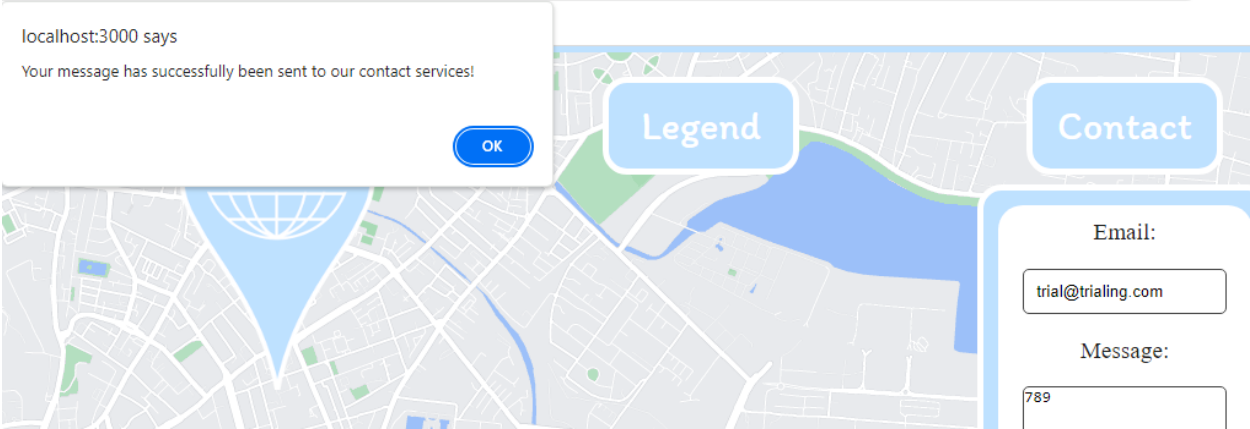 localhost:3000 says
Your message has successfully been sent to our contact services!
OK
Legend
Contact
Email:
trial@trialing.com
Message:
789